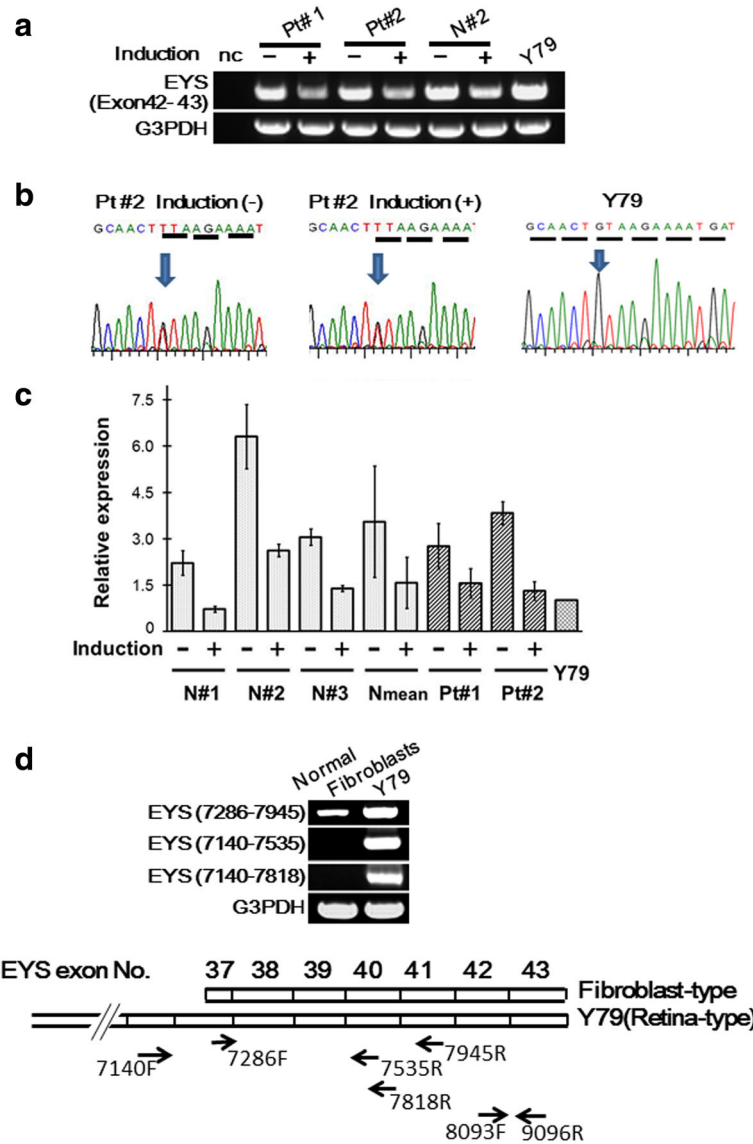 a
Pt#1 Pt#2 N#2 Y79
Induction nc − + − + − +
EYS
(Exon42-43)
G3PDH
b
Pt #2 Induction (-)
GCAACTTTAAGAAAAT
Pt #2 Induction (+)
GCAACTTTAAGAAAA
Y79
GCAACTGTAAGAAAATGAT
c
Relative expression
7.5
6.0
4.5
3.0
1.5
0
Induction − + − + − + − + − + − + Y79
N#1 N#2 N#3 Nmean Pt#1 Pt#2
d
Normal
Fibroblasts
Y79
EYS (7286-7945)
EYS (7140-7535)
EYS (7140-7818)
G3PDH
EYS exon No. 37 38 39 40 41 42 43
Fibroblast-type
Y79(Retina-type)
7140F 7286F 7535R 7945R
7818R
8093F 9096R